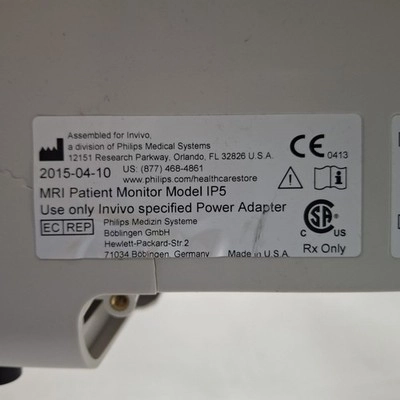 Assembled for Invivo,
a division of Philips Medical Systems
12151 Research Parkway, Orlando, FL 32826 U.S.A.
2015-04-10 US: (877) 468-4861
www.philips.com/healthcarestore
MRI Patient Monitor Model IP5
Use only Invivo specified Power Adapter
EC REP
Philips Medizin Systeme
Böblingen GmbH
Hewlett-Packard-Str.2
71034 Böblingen, Germany Made in U.S.A.
CE 0413
i
CSA
C US
Rx Only